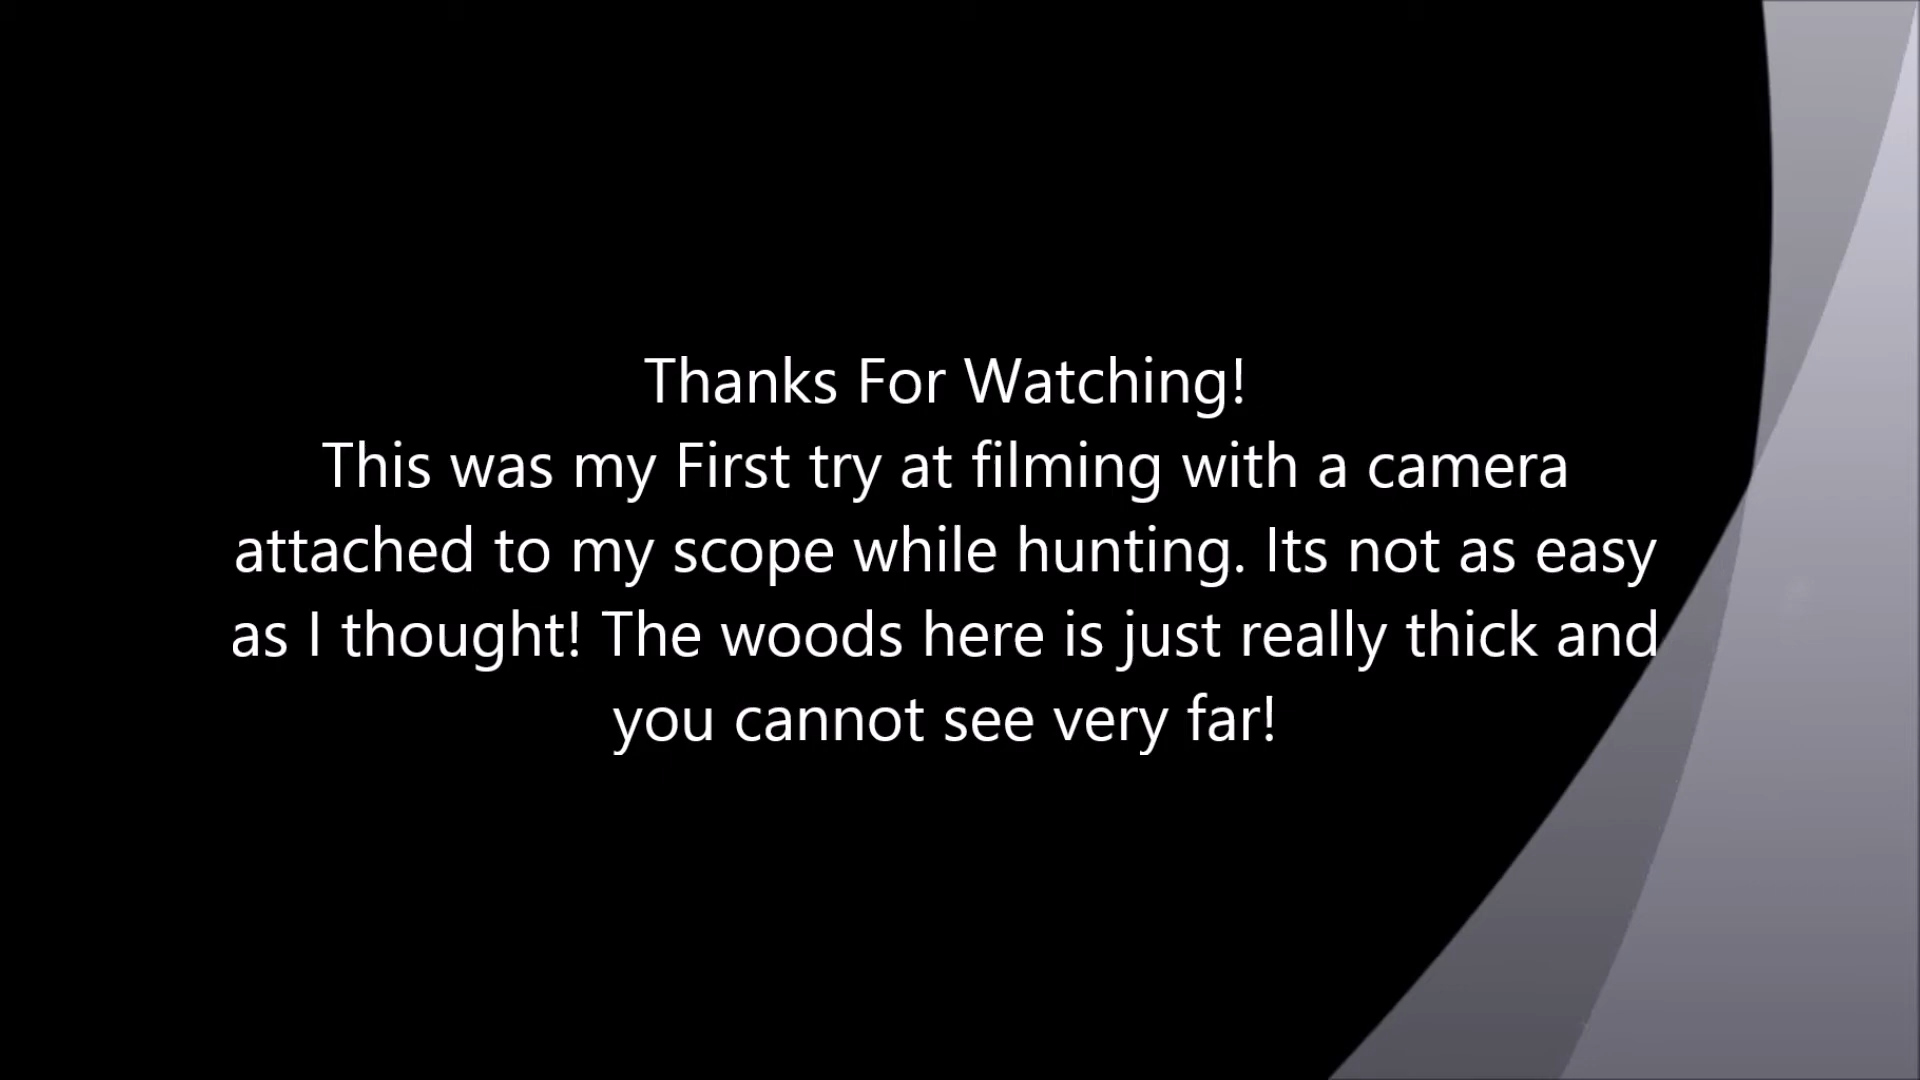 Thanks For Watching!
This was my First try at filming with a camera
attached to my scope while hunting. Its not as easy
as I thought! The woods here is just really thick and
you cannot see very far!